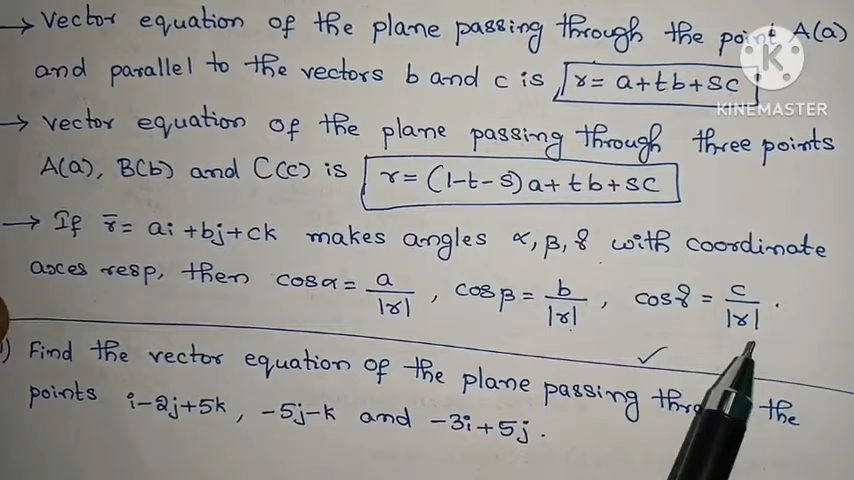 → Vector equation of the plane passing through the point A(a)
and parallel to the vectors b and c is r = a+tb+sc
KINEMASTER
→ vector equation of the plane passing through three points
A(a), B(b) and C(c) is r = (1-t-s)a+tb+sc
→ If r̅ = ai+bj+ck makes angles α, β, γ with coordinate
axes resp, then cosα = a/|r| , cosβ = b/|r| , cosγ = c/|r| .
) Find the vector equation of the plane passing the
points i-2j+5k, -5j-k and -3i+5j.